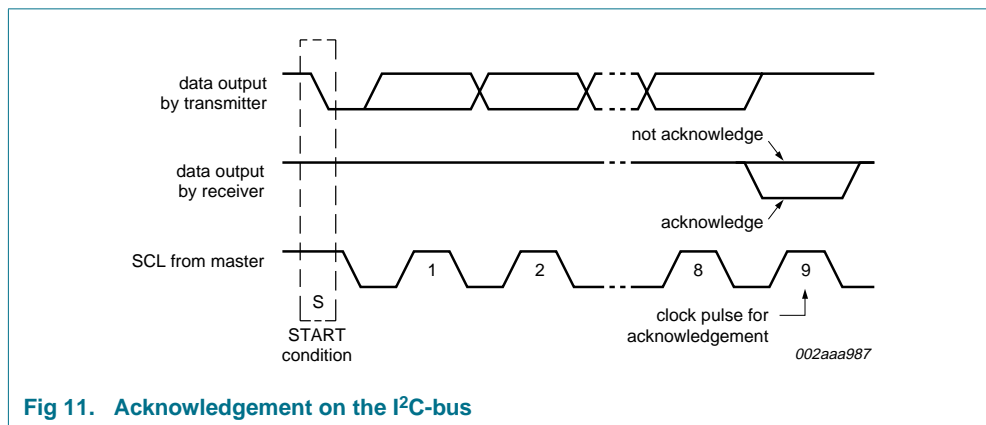 data output
by transmitter
not acknowledge
data output
by receiver
acknowledge
SCL from master
1
2
8
9
S
START
condition
clock pulse for
acknowledgement
002aaa987
Fig 11. Acknowledgement on the I²C-bus